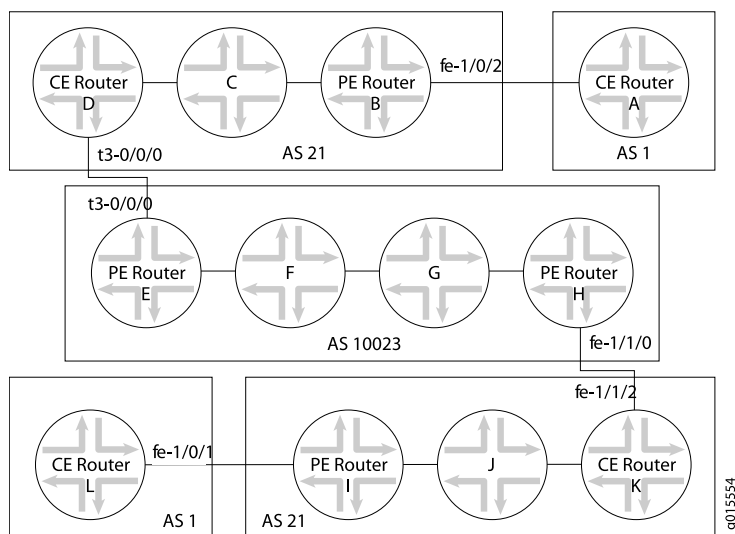 CE Router
D
C
PE Router
B
fe-1/0/2
CE Router
A
AS 21
AS 1
t3-0/0/0
t3-0/0/0
PE Router
E
F
G
PE Router
H
AS 10023
fe-1/1/0
fe-1/1/2
CE Router
L
fe-1/0/1
PE Router
I
J
CE Router
K
AS 1
AS 21
g015554